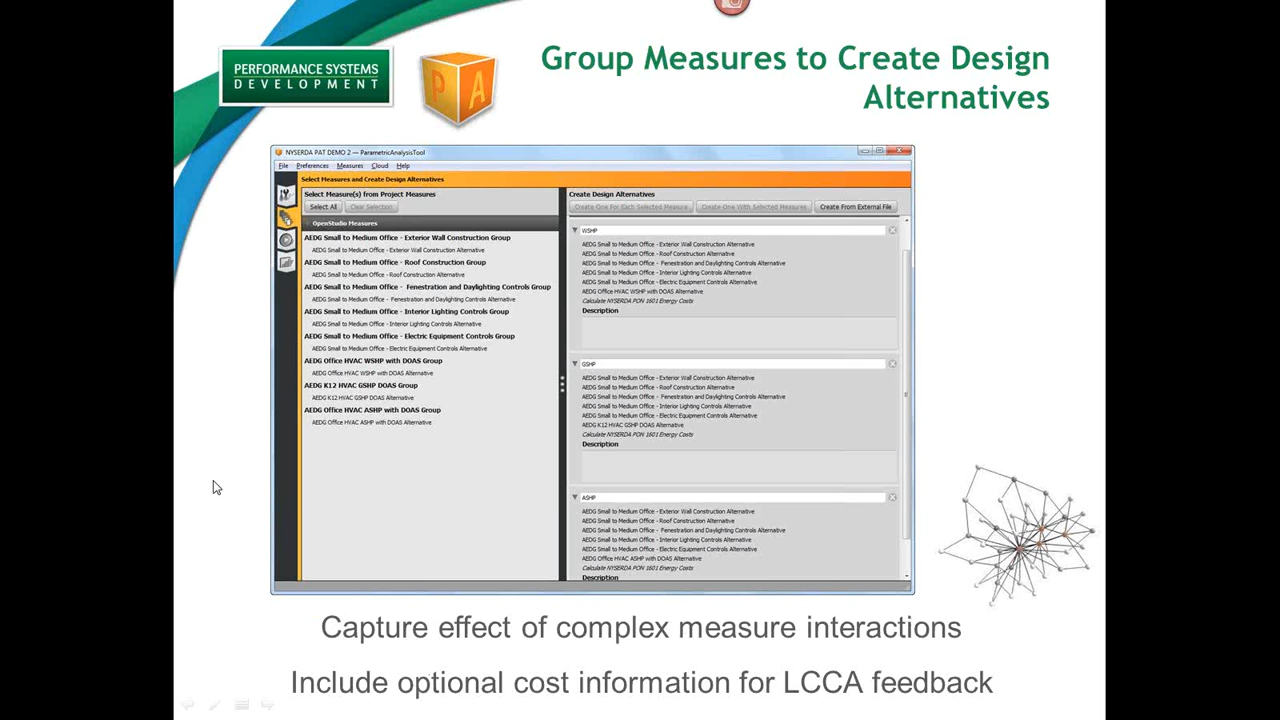 PERFORMANCE SYSTEMS
DEVELOPMENT
P A
Group Measures to Create Design
Alternatives
NYSERDA PAT DEMO 2 — ParametricAnalysisTool
File Preferences Measures Cloud Help
Select Measures and Create Design Alternatives
Select Measure(s) from Project Measures
Select All Clear Selection
OpenStudio Measures
AEDG Small to Medium Office - Exterior Wall Construction Group
AEDG Small to Medium Office - Exterior Wall Construction Alternative
AEDG Small to Medium Office - Roof Construction Group
AEDG Small to Medium Office - Roof Construction Alternative
AEDG Small to Medium Office - Fenestration and Daylighting Controls Group
AEDG Small to Medium Office - Fenestration and Daylighting Controls Alternative
AEDG Small to Medium Office - Interior Lighting Controls Group
AEDG Small to Medium Office - Interior Lighting Controls Alternative
AEDG Small to Medium Office - Electric Equipment Controls Group
AEDG Small to Medium Office - Electric Equipment Controls Alternative
AEDG Office HVAC WSHP with DOAS Group
AEDG Office HVAC WSHP with DOAS Alternative
AEDG K12 HVAC GSHP DOAS Group
AEDG K12 HVAC GSHP DOAS Alternative
AEDG Office HVAC ASHP with DOAS Group
AEDG Office HVAC ASHP with DOAS Alternative
Create Design Alternatives
Create One For Each Selected Measure Create One With Selected Measures Create From External File
WSHP
AEDG Small to Medium Office - Exterior Wall Construction Alternative
AEDG Small to Medium Office - Roof Construction Alternative
AEDG Small to Medium Office - Fenestration and Daylighting Controls Alternative
AEDG Small to Medium Office - Interior Lighting Controls Alternative
AEDG Small to Medium Office - Electric Equipment Controls Alternative
AEDG Office HVAC WSHP with DOAS Alternative
Calculate NYSERDA PON 1601 Energy Costs
Description
GSHP
AEDG Small to Medium Office - Exterior Wall Construction Alternative
AEDG Small to Medium Office - Roof Construction Alternative
AEDG Small to Medium Office - Fenestration and Daylighting Controls Alternative
AEDG Small to Medium Office - Interior Lighting Controls Alternative
AEDG Small to Medium Office - Electric Equipment Controls Alternative
AEDG K12 HVAC GSHP DOAS Alternative
Calculate NYSERDA PON 1601 Energy Costs
Description
ASHP
AEDG Small to Medium Office - Exterior Wall Construction Alternative
AEDG Small to Medium Office - Roof Construction Alternative
AEDG Small to Medium Office - Fenestration and Daylighting Controls Alternative
AEDG Small to Medium Office - Interior Lighting Controls Alternative
AEDG Small to Medium Office - Electric Equipment Controls Alternative
AEDG Office HVAC ASHP with DOAS Alternative
Calculate NYSERDA PON 1601 Energy Costs
Description
Capture effect of complex measure interactions
Include optional cost information for LCCA feedback